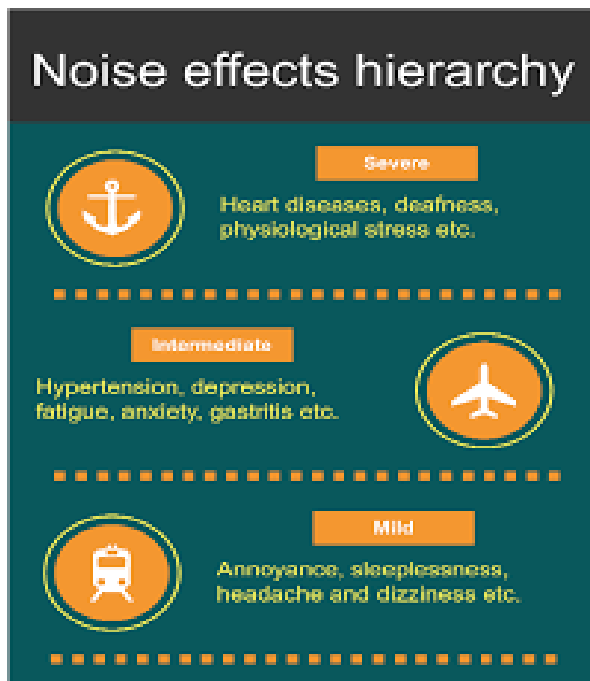 Noise effects hierarchy
Severe
Heart diseases, deafness,
physiological stress etc.
Intermediate
Hypertension, depression,
fatigue, anxiety, gastritis etc.
Mild
Annoyance, sleeplessness,
headache and dizziness etc.